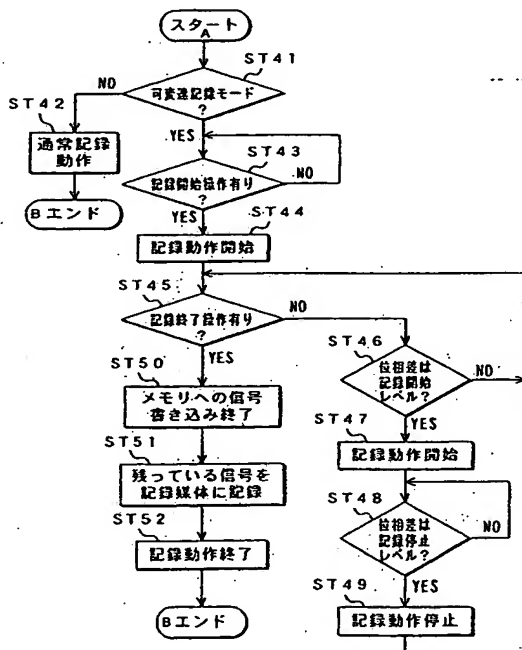 スタート
A
ST41
可変速記録モード
?
NO
YES
ST42
通常記録
動作
Bエンド
ST43
記録開始操作有り
?
NO
YES
ST44
記録動作開始
ST45
記録終了操作有り
?
NO
YES
ST46
位相差は
記録開始
レベル?
NO
YES
ST47
記録動作開始
ST48
位相差は
記録停止
レベル?
NO
YES
ST49
記録動作停止
ST50
メモリへの信号
書き込み終了
ST51
残っている信号を
記録媒体に記録
ST52
記録動作終了
Bエンド